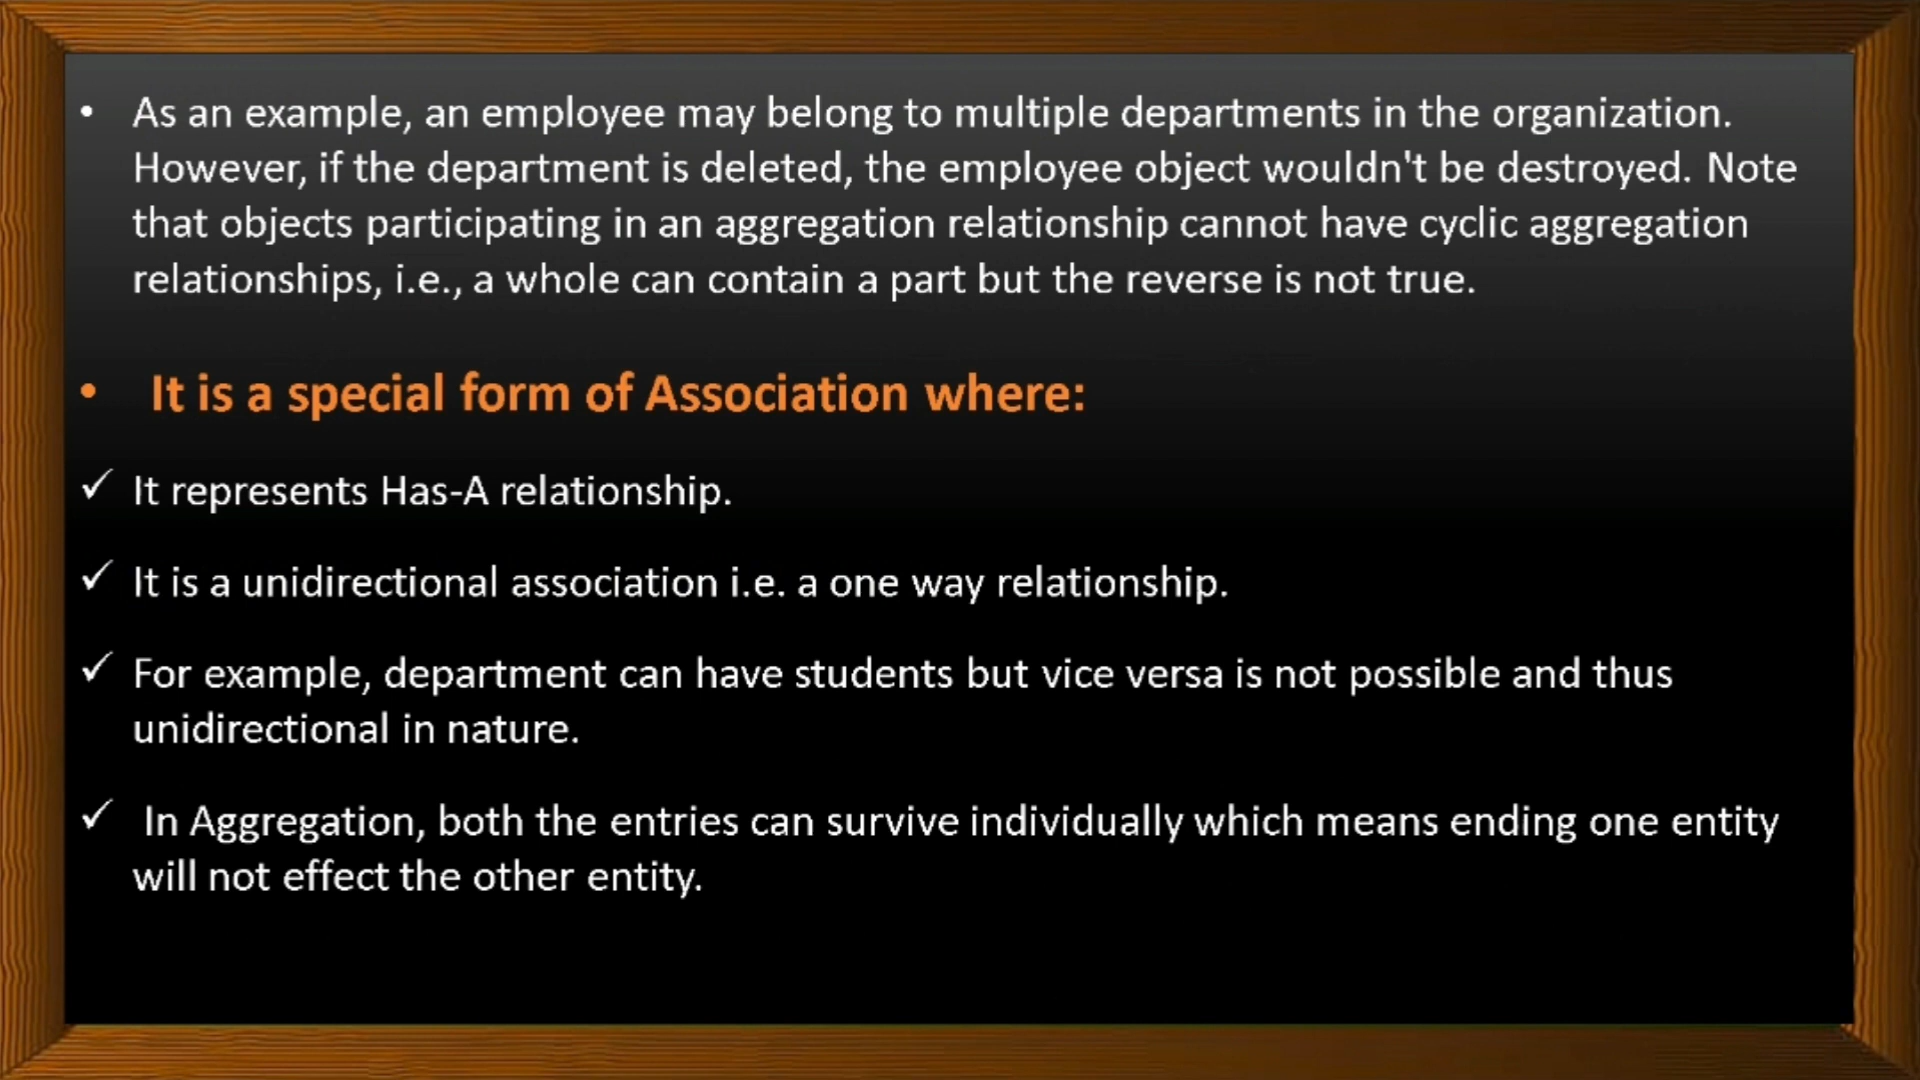 • As an example, an employee may belong to multiple departments in the organization.
However, if the department is deleted, the employee object wouldn't be destroyed. Note
that objects participating in an aggregation relationship cannot have cyclic aggregation
relationships, i.e., a whole can contain a part but the reverse is not true.
• It is a special form of Association where:
✓ It represents Has-A relationship.
✓ It is a unidirectional association i.e. a one way relationship.
✓ For example, department can have students but vice versa is not possible and thus
unidirectional in nature.
✓ In Aggregation, both the entries can survive individually which means ending one entity
will not effect the other entity.